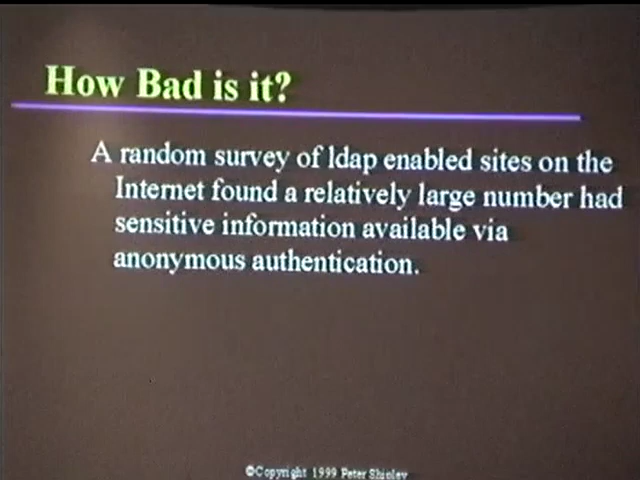 How Bad is it?
A random survey of ldap enabled sites on the
Internet found a relatively large number had
sensitive information available via
anonymous authentication.
©Copyright 1999 Peter Shipley